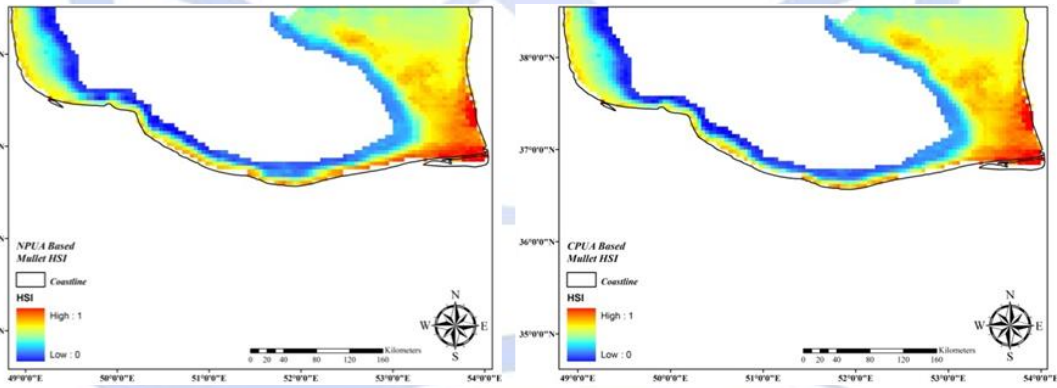 38°0'0"N
37°0'0"N
36°0'0"N
35°0'0"N
NPUA Based
Mullet HSI
Coastline
HSI
High : 1
Low : 0
N
W
E
S
Kilometers
0 20 40 80 120 160
49°0'0"E 50°0'0"E 51°0'0"E 52°0'0"E 53°0'0"E 54°0'0"E
CPUA Based
Mullet HSI
Coastline
HSI
High : 1
Low : 0
N
W
E
S
Kilometers
0 20 40 80 120 160
49°0'0"E 50°0'0"E 51°0'0"E 52°0'0"E 53°0'0"E 54°0'0"E